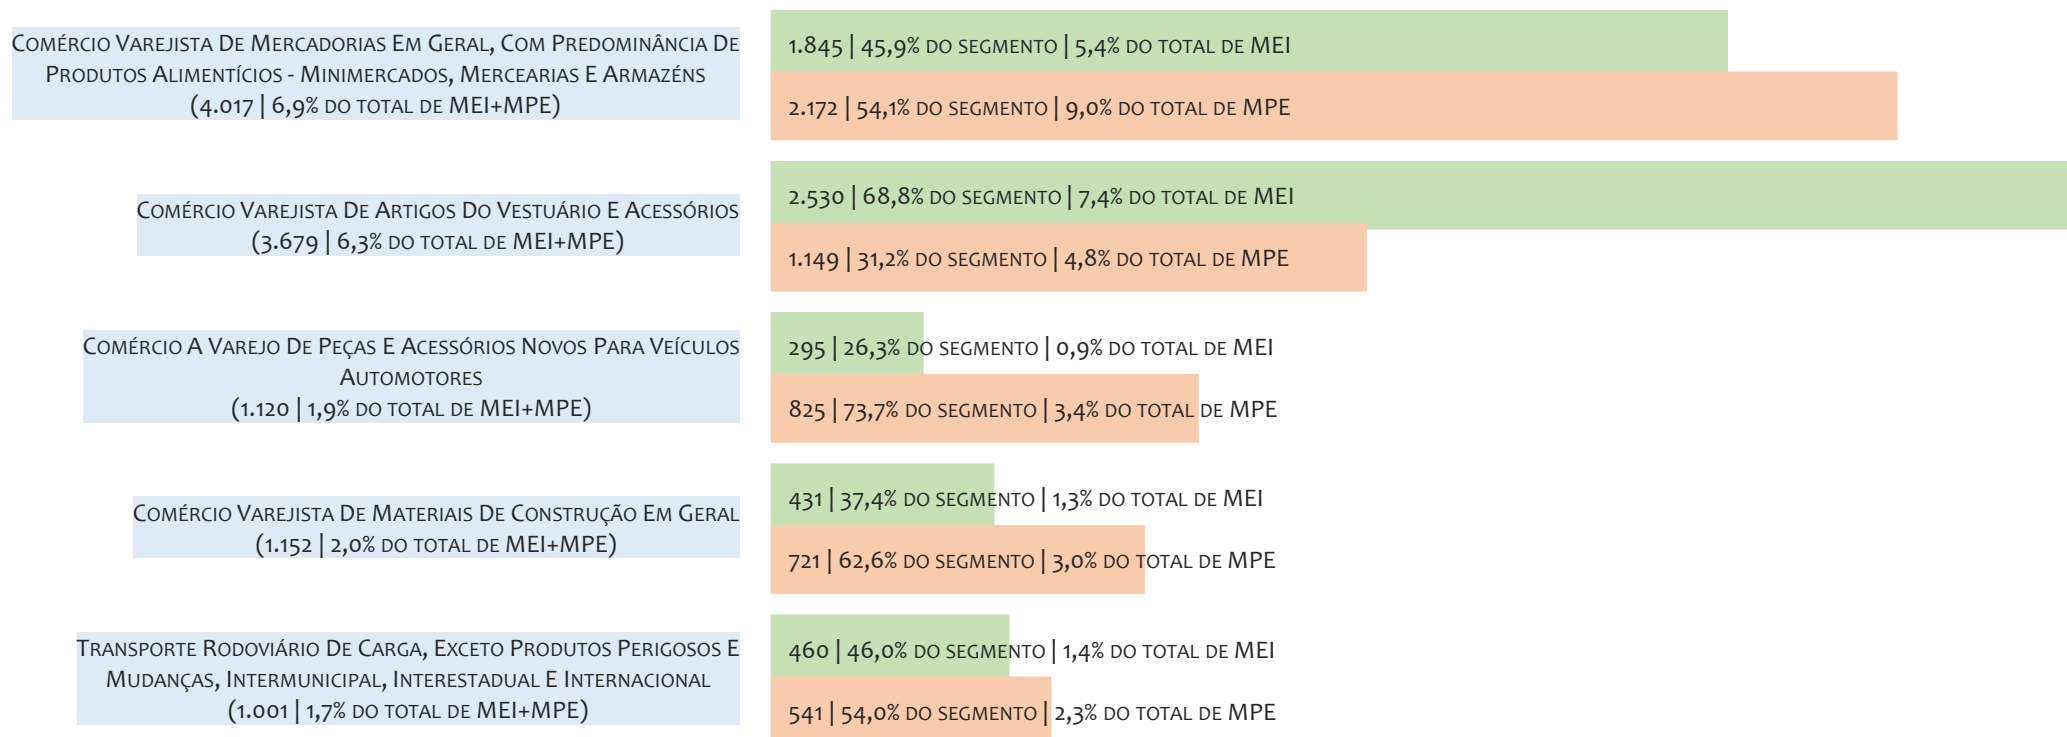 Comércio Varejista De Mercadorias Em Geral, Com Predominância De
Produtos Alimentícios - Minimercados, Mercearias E Armazéns
(4.017 | 6,9% do total de MEI+MPE)
1.845 | 45,9% do segmento | 5,4% do total de MEI
2.172 | 54,1% do segmento | 9,0% do total de MPE
Comércio Varejista De Artigos Do Vestuário E Acessórios
(3.679 | 6,3% do total de MEI+MPE)
2.530 | 68,8% do segmento | 7,4% do total de MEI
1.149 | 31,2% do segmento | 4,8% do total de MPE
Comércio A Varejo De Peças E Acessórios Novos Para Veículos
Automotores
(1.120 | 1,9% do total de MEI+MPE)
295 | 26,3% do segmento | 0,9% do total de MEI
825 | 73,7% do segmento | 3,4% do total de MPE
Comércio Varejista De Materiais De Construção Em Geral
(1.152 | 2,0% do total de MEI+MPE)
431 | 37,4% do segmento | 1,3% do total de MEI
721 | 62,6% do segmento | 3,0% do total de MPE
Transporte Rodoviário De Carga, Exceto Produtos Perigosos E
Mudanças, Intermunicipal, Interestadual E Internacional
(1.001 | 1,7% do total de MEI+MPE)
460 | 46,0% do segmento | 1,4% do total de MEI
541 | 54,0% do segmento | 2,3% do total de MPE